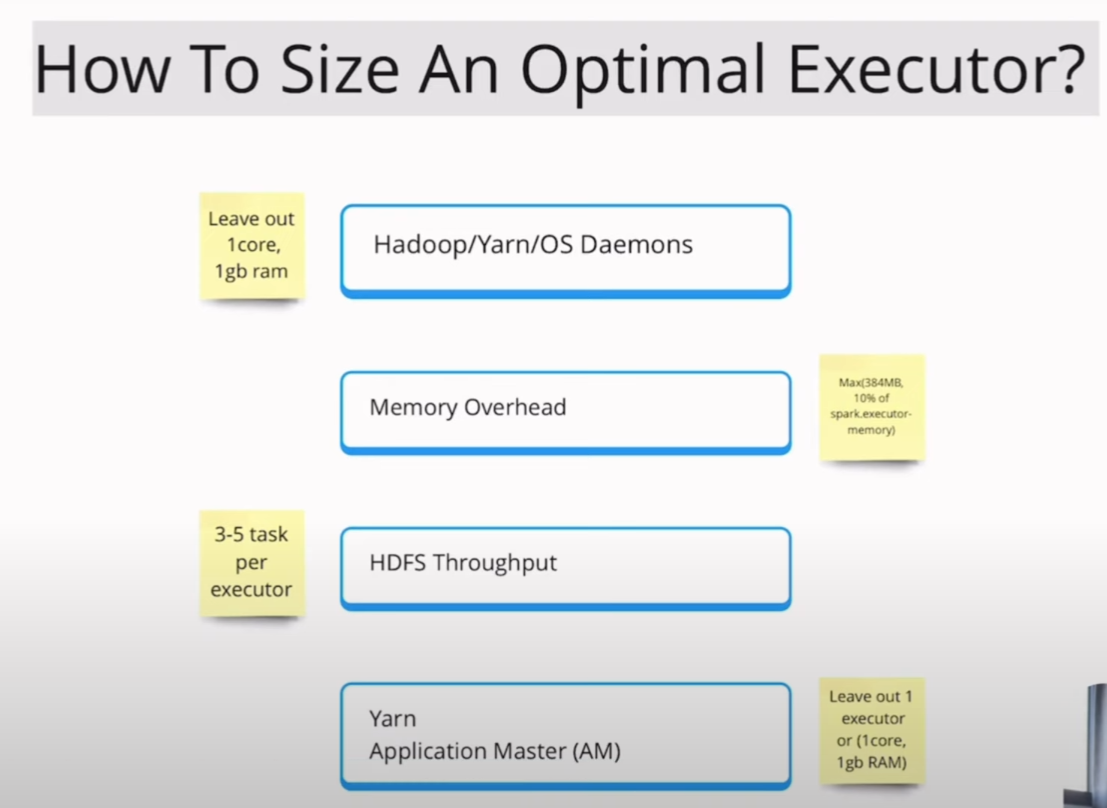 How To Size An Optimal Executor?
Leave out
1core,
1gb ram
Hadoop/Yarn/OS Daemons
Memory Overhead
Max(384MB,
10% of
spark.executor-
memory)
3-5 task
per
executor
HDFS Throughput
Yarn
Application Master (AM)
Leave out 1
executor
or (1core,
1gb RAM)